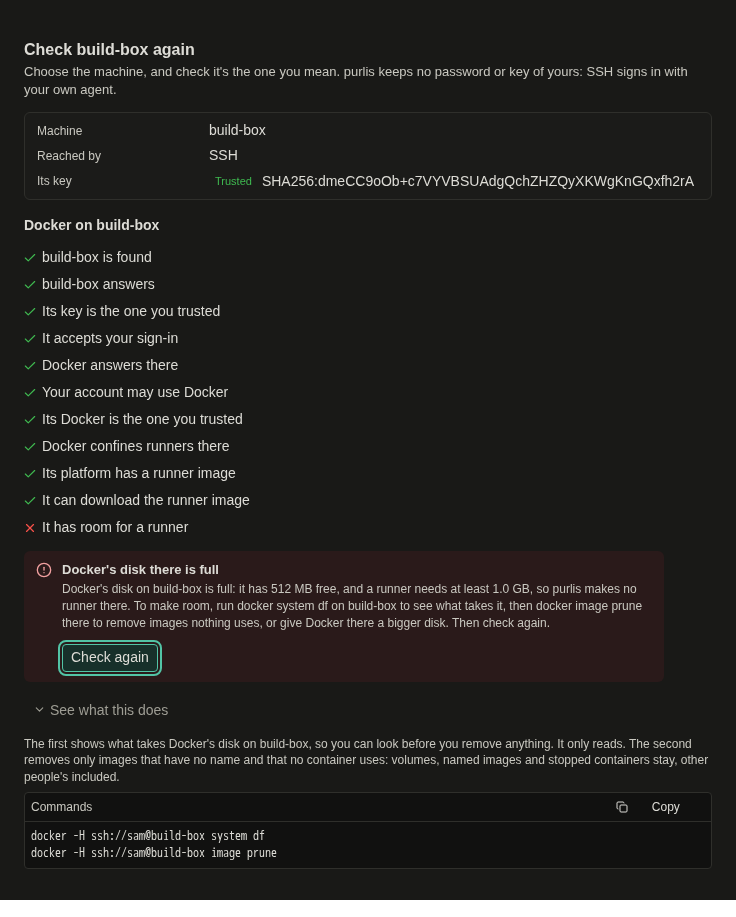 Check build-box again
Choose the machine, and check it's the one you mean. purlis keeps no password or key of yours: SSH signs in with
your own agent.
Machine build-box
Reached by SSH
Its key Trusted SHA256:dmeCC9oOb+c7VYVBSUAdgQchZHZQyXKWgKnGQxfh2rA
Docker on build-box
build-box is found
build-box answers
Its key is the one you trusted
It accepts your sign-in
Docker answers there
Your account may use Docker
Its Docker is the one you trusted
Docker confines runners there
Its platform has a runner image
It can download the runner image
It has room for a runner
Docker's disk there is full
Docker's disk on build-box is full: it has 512 MB free, and a runner needs at least 1.0 GB, so purlis makes no
runner there. To make room, run docker system df on build-box to see what takes it, then docker image prune
there to remove images nothing uses, or give Docker there a bigger disk. Then check again.
Check again
See what this does
The first shows what takes Docker's disk on build-box, so you can look before you remove anything. It only reads. The second
removes only images that have no name and that no container uses: volumes, named images and stopped containers stay, other
people's included.
Commands Copy
docker -H ssh://sam@build-box system df
docker -H ssh://sam@build-box image prune